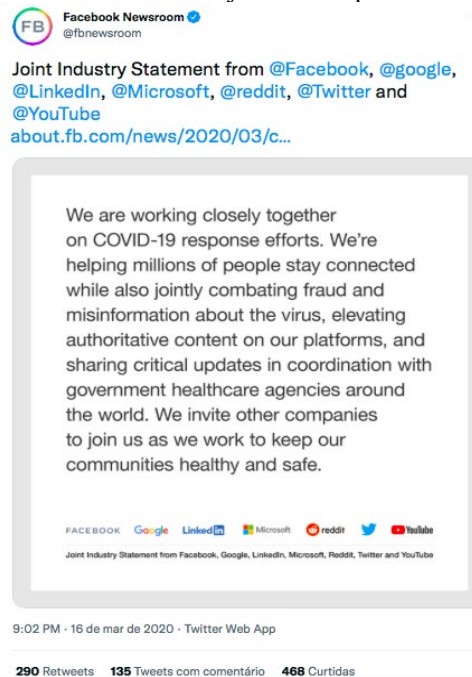 FB Facebook Newsroom
@fbnewsroom
Joint Industry Statement from @Facebook, @google,
@LinkedIn, @Microsoft, @reddit, @Twitter and
@YouTube
about.fb.com/news/2020/03/c...
We are working closely together
on COVID-19 response efforts. We're
helping millions of people stay connected
while also jointly combating fraud and
misinformation about the virus, elevating
authoritative content on our platforms, and
sharing critical updates in coordination with
government healthcare agencies around
the world. We invite other companies
to join us as we work to keep our
communities healthy and safe.
FACEBOOK Google LinkedIn Microsoft reddit YouTube
Joint Industry Statement from Facebook, Google, LinkedIn, Microsoft, Reddit, Twitter and YouTube
9:02 PM · 16 de mar de 2020 · Twitter Web App
290 Retweets 135 Tweets com comentário 468 Curtidas